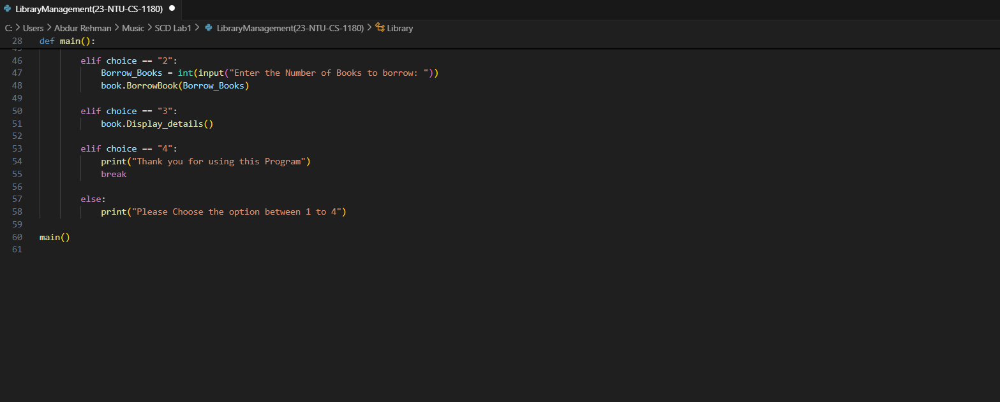 LibraryManagement(23-NTU-CS-1180)
C: > Users > Abdur Rehman > Music > SCD Lab1 > LibraryManagement(23-NTU-CS-1180) > Library
28 def main():
46 elif choice == "2":
47 Borrow_Books = int(input("Enter the Number of Books to borrow: "))
48 book.BorrowBook(Borrow_Books)
49
50 elif choice == "3":
51 book.Display_details()
52
53 elif choice == "4":
54 print("Thank you for using this Program")
55 break
56
57 else:
58 print("Please Choose the option between 1 to 4")
59
60 main()
61